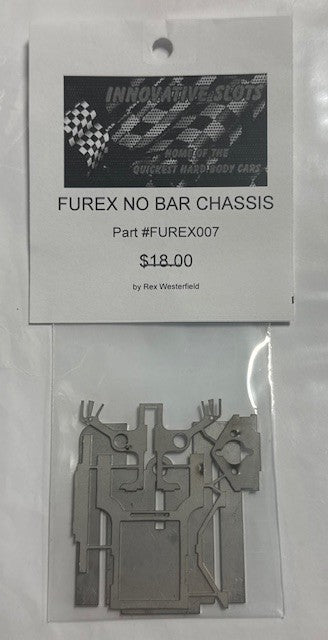 INNOVATIVE SLOTS
HOME OF THE
QUICKEST HARD BODY CARS
FUREX NO BAR CHASSIS
Part #FUREX007
$18.00
by Rex Westerfield